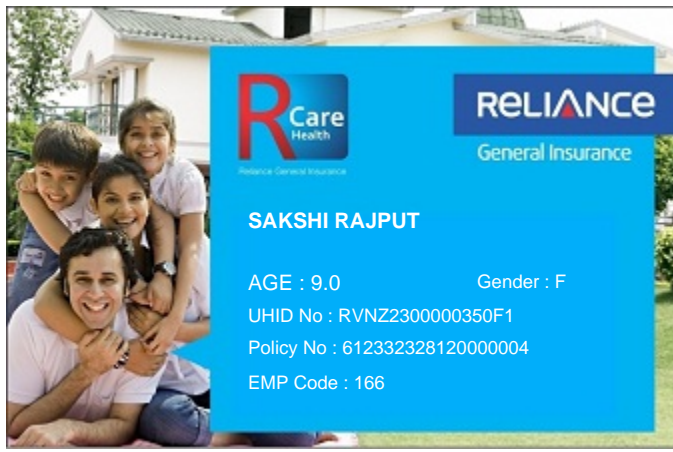 R Care
Health
Reliance General Insurance
RELIANCE
General Insurance
SAKSHI RAJPUT
AGE : 9.0 Gender : F
UHID No : RVNZ2300000350F1
Policy No : 612332328120000004
EMP Code : 166